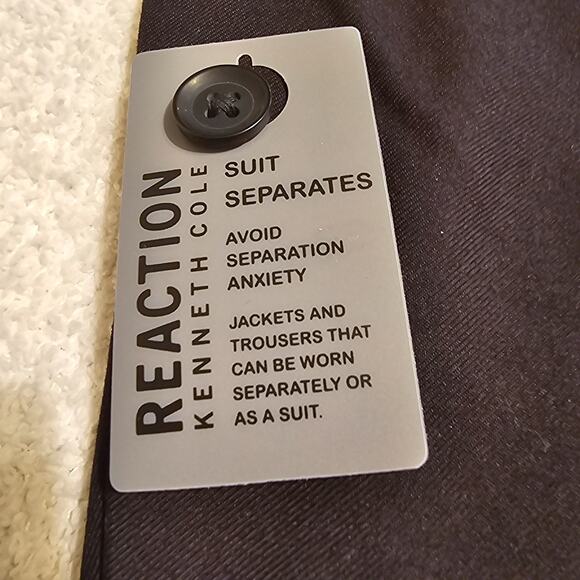 REACTION
KENNETH COLE
SUIT
SEPARATES
AVOID
SEPARATION
ANXIETY
JACKETS AND
TROUSERS THAT
CAN BE WORN
SEPARATELY OR
AS A SUIT.